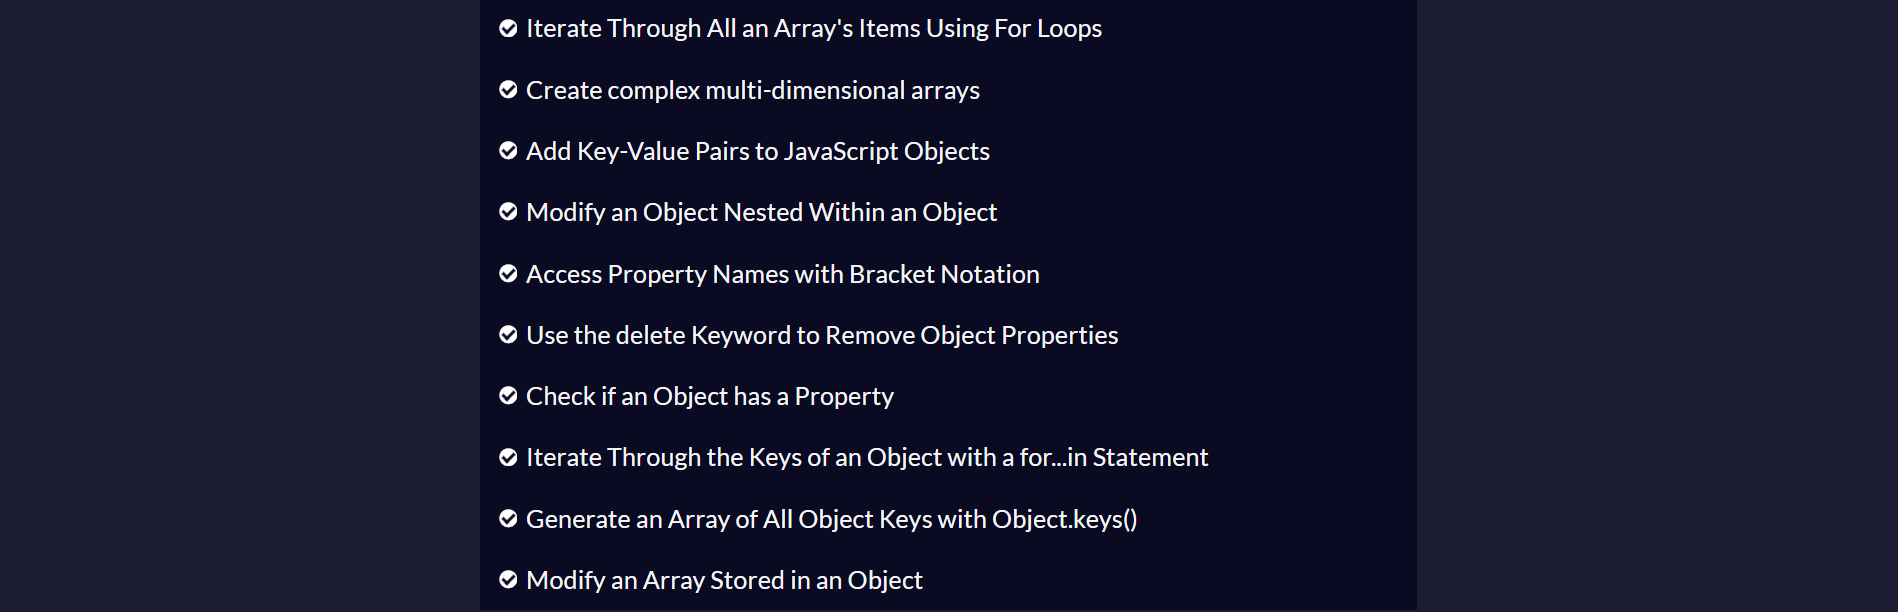 Iterate Through All an Array's Items Using For Loops
Create complex multi-dimensional arrays
Add Key-Value Pairs to JavaScript Objects
Modify an Object Nested Within an Object
Access Property Names with Bracket Notation
Use the delete Keyword to Remove Object Properties
Check if an Object has a Property
Iterate Through the Keys of an Object with a for...in Statement
Generate an Array of All Object Keys with Object.keys()
Modify an Array Stored in an Object